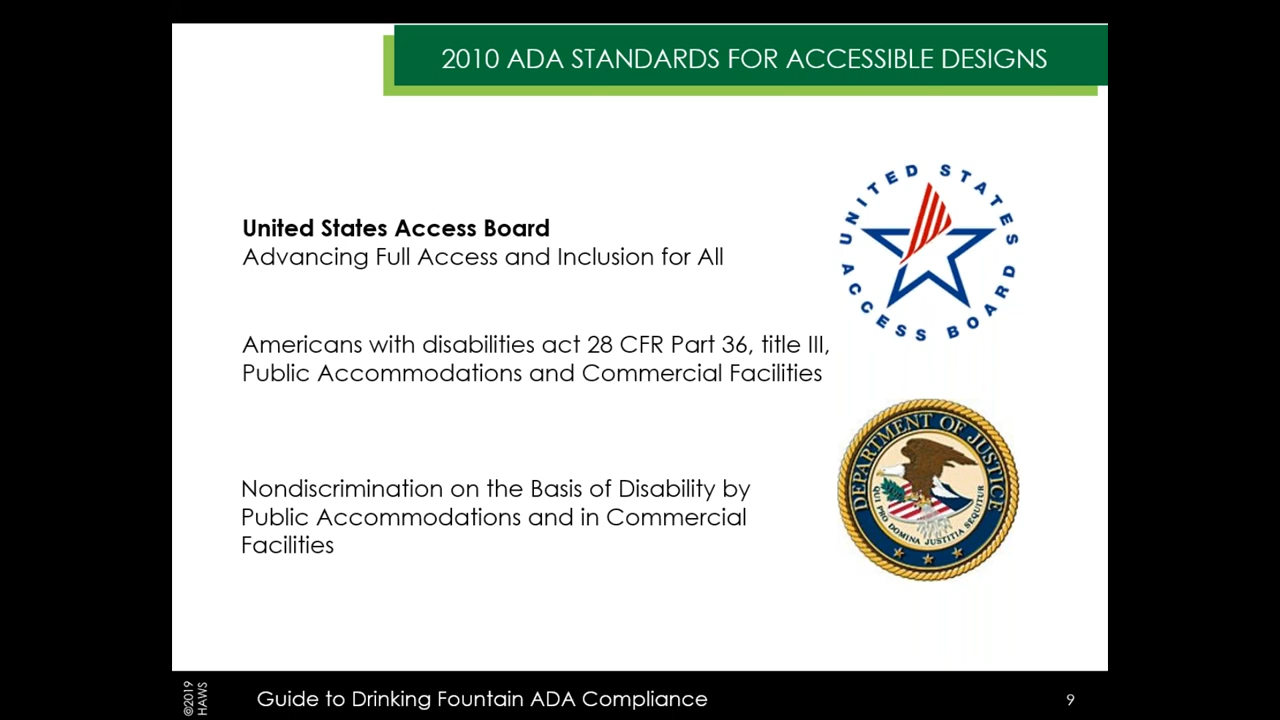 2010 ADA STANDARDS FOR ACCESSIBLE DESIGNS
United States Access Board
Advancing Full Access and Inclusion for All
UNITED STATES
ACCESS BOARD
Americans with disabilities act 28 CFR Part 36, title III,
Public Accommodations and Commercial Facilities
DEPARTMENT OF JUSTICE
QUI PRO DOMINA JUSTITIA SEQUITUR
Nondiscrimination on the Basis of Disability by
Public Accommodations and in Commercial
Facilities
©2019
HAWS
Guide to Drinking Fountain ADA Compliance
9